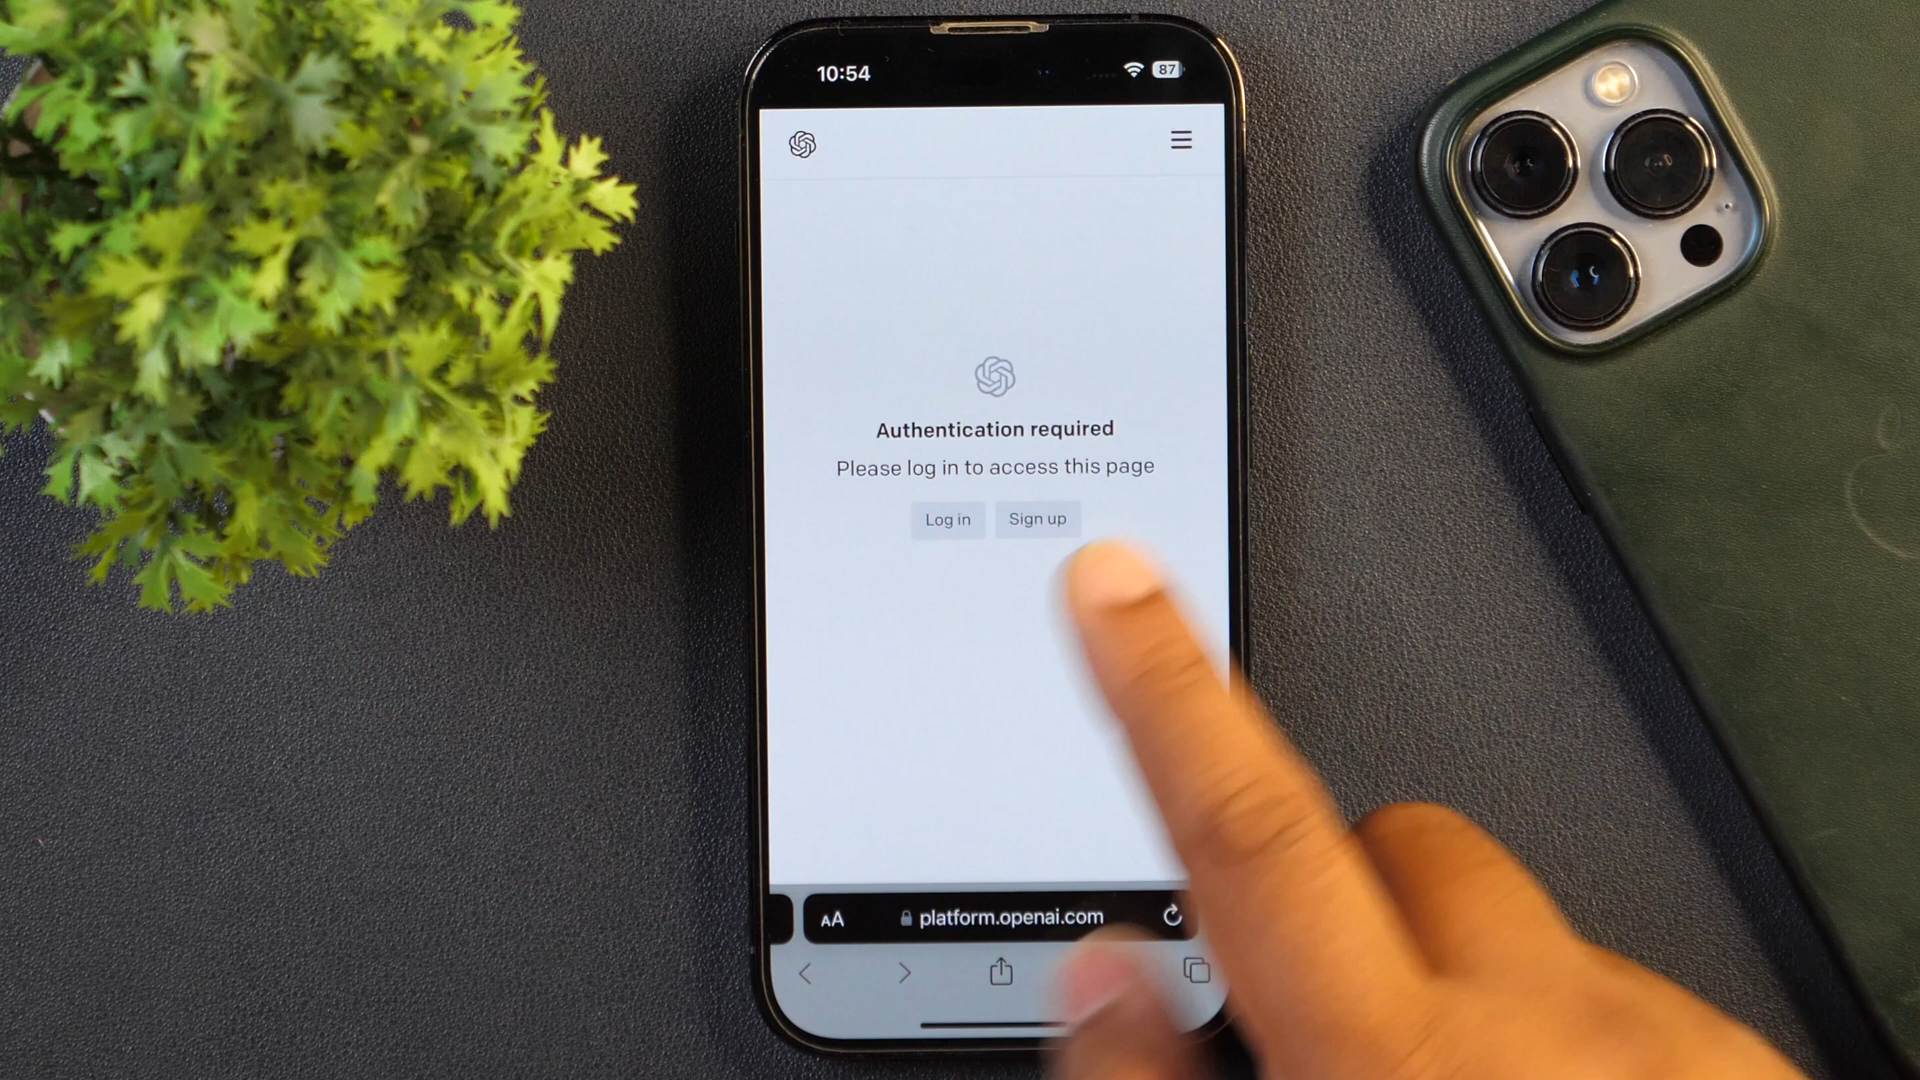 10:54
87
Authentication required
Please log in to access this page
Log in Sign up
AA platform.openai.com